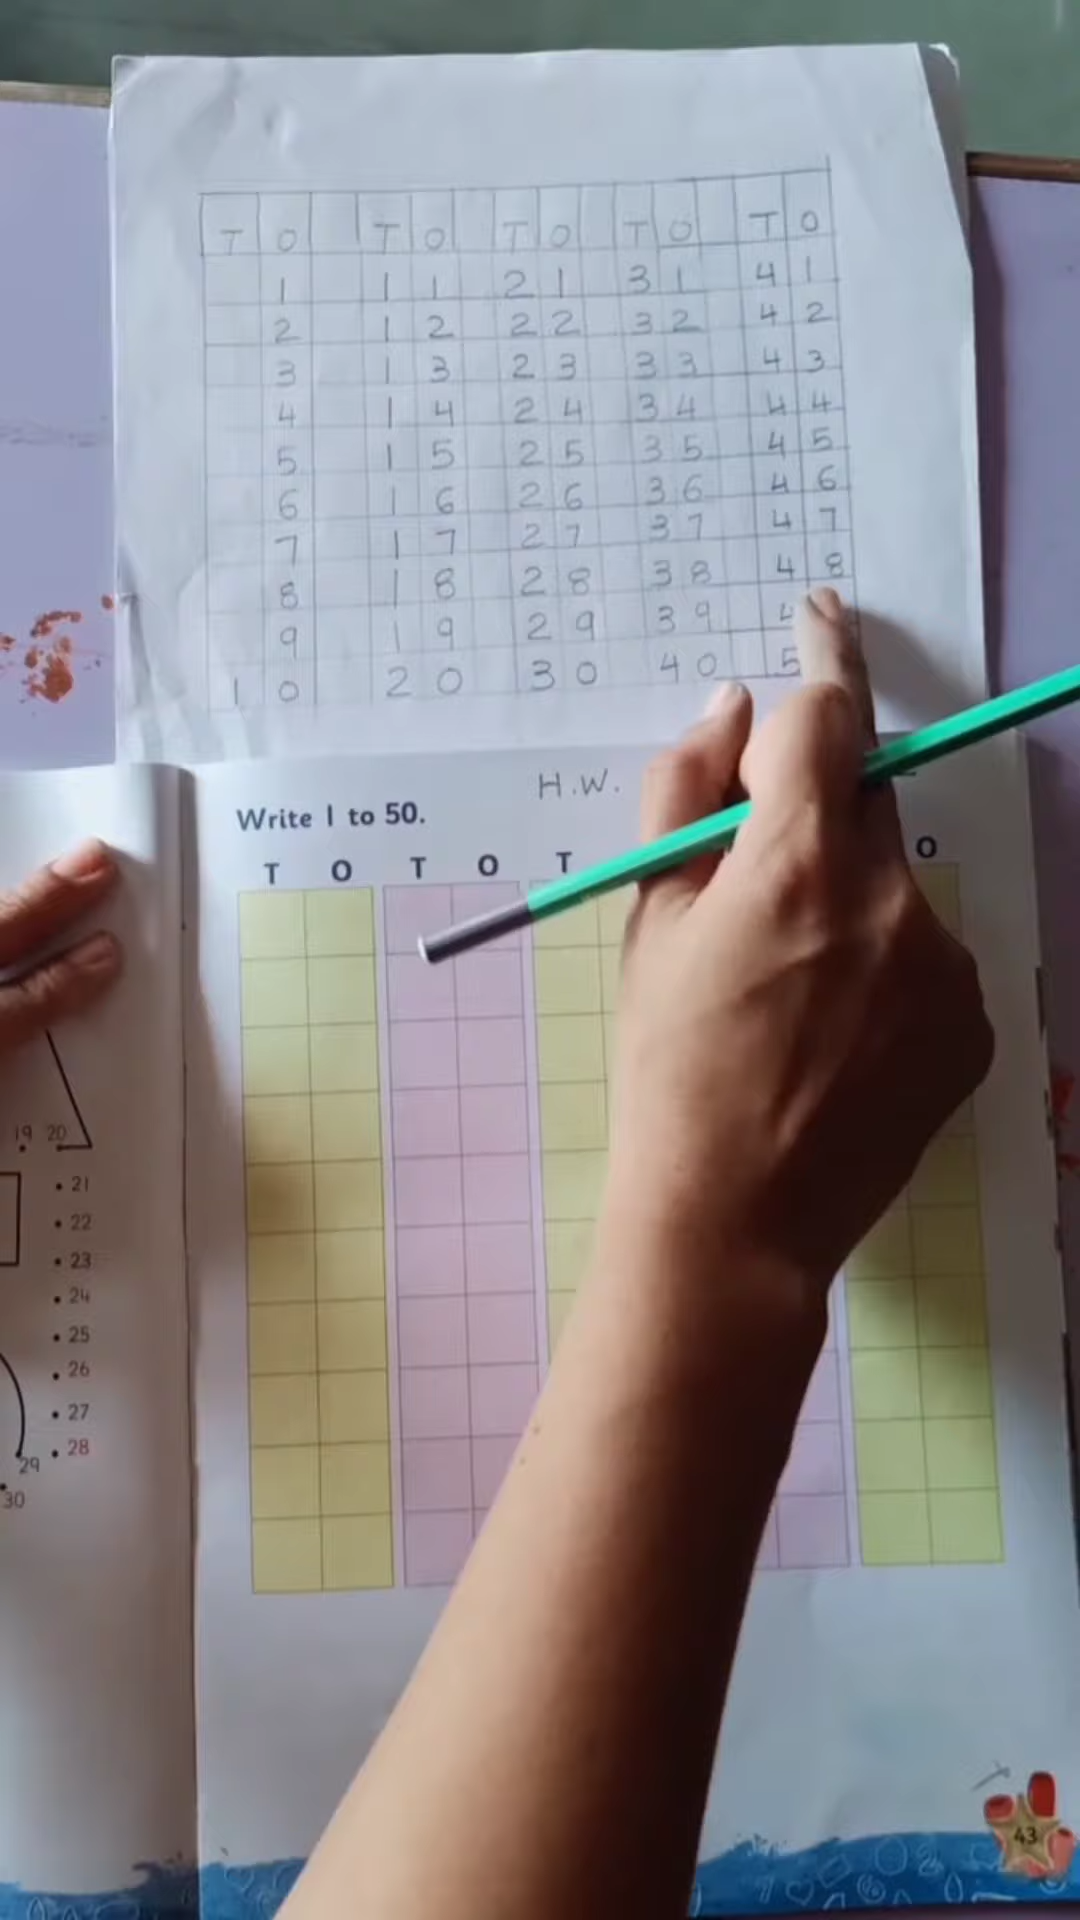 T O T O T O T O T O
1 1 1 2 1 3 1 4 1
2 1 2 2 2 3 2 4 2
3 1 3 2 3 3 3 4 3
4 1 4 2 4 3 4 4 4
5 1 5 2 5 3 5 4 5
6 1 6 2 6 3 6 4 6
7 1 7 2 7 3 7 4 7
8 1 8 2 8 3 8 4 8
9 1 9 2 9 3 9 4
1 0 2 0 3 0 4 0 5
H.W.
Write 1 to 50.
T O T O T O
19 20
21
22
23
24
25
26
27
28
29
30
43